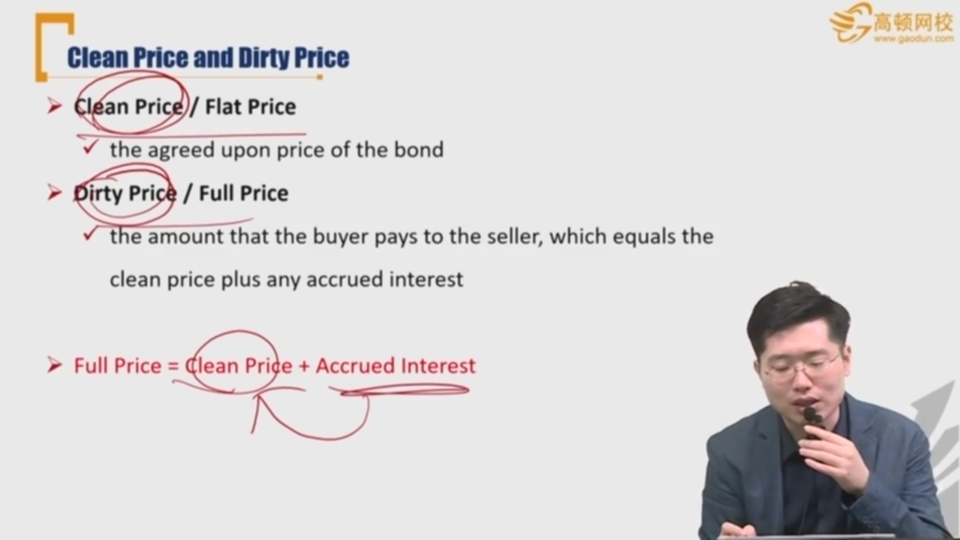 高顿网校
www.gaodun.com
Clean Price and Dirty Price
Clean Price / Flat Price
the agreed upon price of the bond
Dirty Price / Full Price
the amount that the buyer pays to the seller, which equals the
clean price plus any accrued interest
Full Price = Clean Price + Accrued Interest